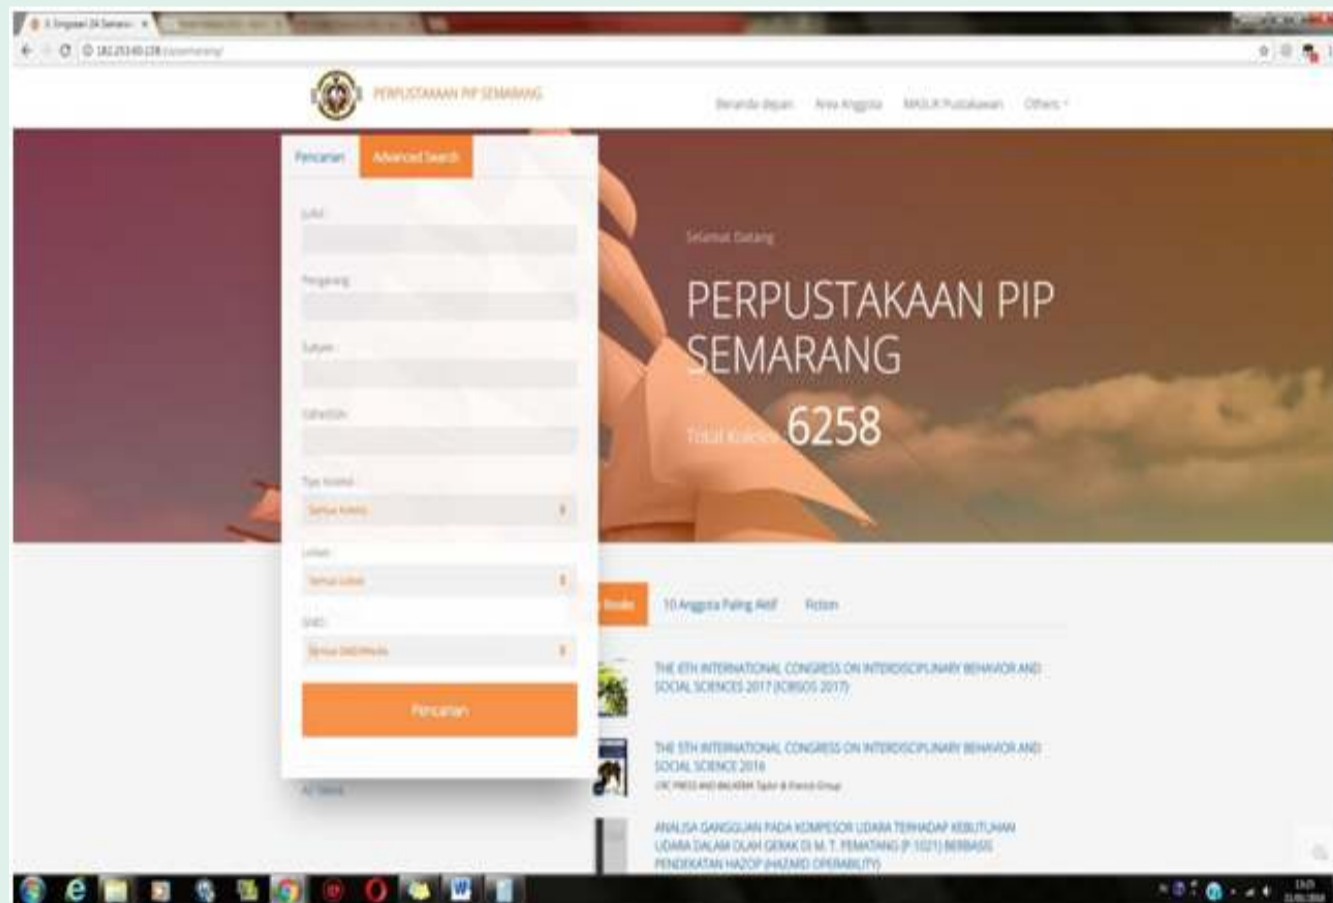 PERPUSTAKAAN PIP SEMARANG
Beranda depan Area Anggota MASUK Pustakawan Others
Pencarian Advanced Search
Judul :
Pengarang :
Subjek :
ISBN/ISSN :
Tipe Koleksi :
Semua Koleksi
Lokasi :
Semua Lokasi
GMD :
Semua GMD/Media
Pencarian
Selamat Datang
PERPUSTAKAAN PIP
SEMARANG
Total Koleksi 6258
Books 10 Anggota Paling Aktif Fiction
THE 6TH INTERNATIONAL CONGRESS ON INTERDISCIPLINARY BEHAVIOR AND
SOCIAL SCIENCES 2017 (ICIBSOS 2017)
THE 5TH INTERNATIONAL CONGRESS ON INTERDISCIPLINARY BEHAVIOR AND
SOCIAL SCIENCE 2016
CRC PRESS AND BALKEMA Taylor & Francis Group
ANALISA GANGGUAN PADA KOMPESOR UDARA TERHADAP KEBUTUHAN
UDARA DALAM OLAH GERAK DI M. T. PEMATANG (P 1021) BERBASIS
PENDEKATAN HAZOP (HAZARD OPERABILITY)